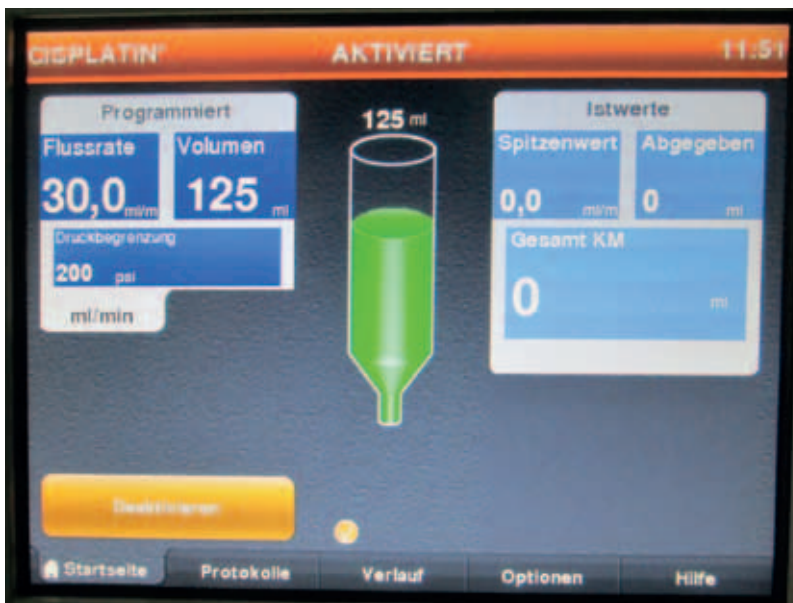 CISPLATIN AKTIVIERT 11:51
Programmiert
Flussrate Volumen
30,0 ml/m 125 ml
Druckbegrenzung
200 psi
ml/min
125 ml
Istwerte
Spitzenwert Abgegeben
0,0 ml/m 0 ml
Gesamt KM
0 ml
Deaktivieren
Startseite Protokolle Verlauf Optionen Hilfe